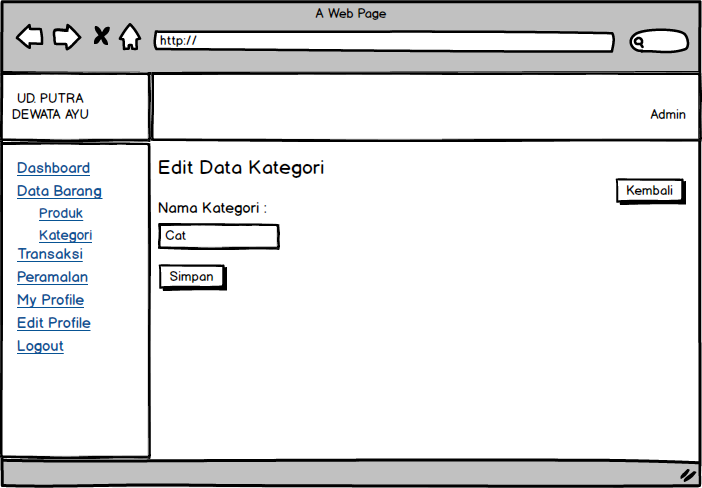 A Web Page
http://
UD. PUTRA
DEWATA AYU
Admin
Dashboard
Data Barang
Produk
Kategori
Transaksi
Peramalan
My Profile
Edit Profile
Logout
Edit Data Kategori
Kembali
Nama Kategori :
Cat
Simpan